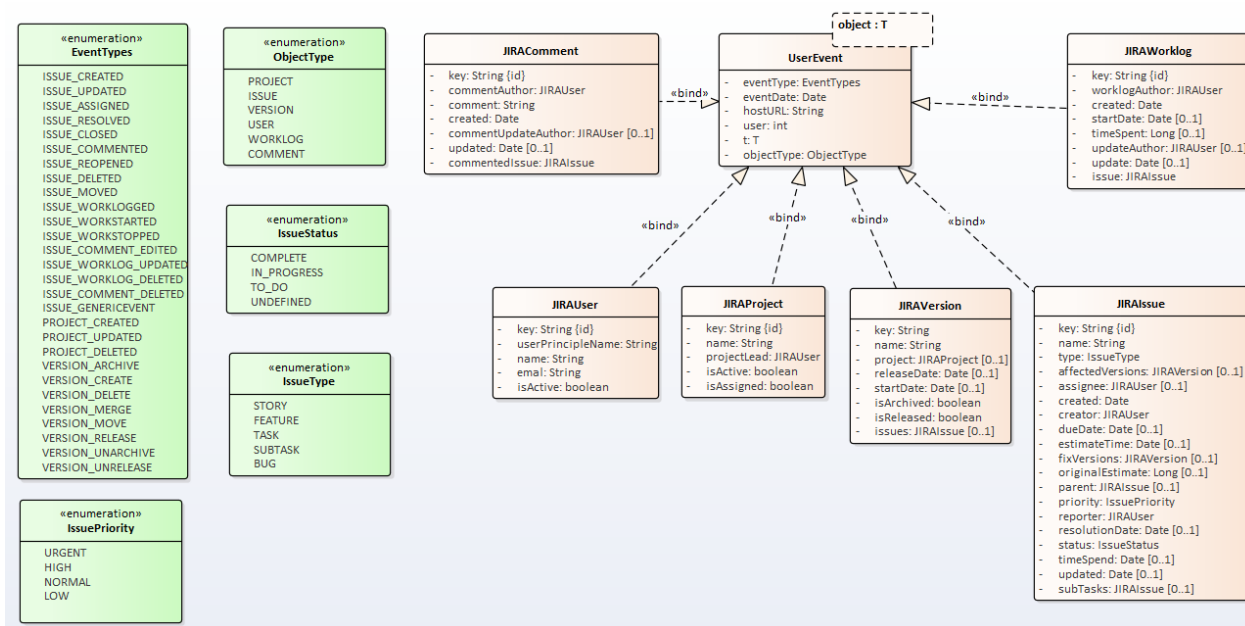 «enumeration»
EventTypes
ISSUE_CREATED
ISSUE_UPDATED
ISSUE_ASSIGNED
ISSUE_RESOLVED
ISSUE_CLOSED
ISSUE_COMMENTED
ISSUE_REOPENED
ISSUE_DELETED
ISSUE_MOVED
ISSUE_WORKLOGGED
ISSUE_WORKSTARTED
ISSUE_WORKSTOPPED
ISSUE_COMMENT_EDITED
ISSUE_WORKLOG_UPDATED
ISSUE_WORKLOG_DELETED
ISSUE_COMMENT_DELETED
ISSUE_GENERICEVENT
PROJECT_CREATED
PROJECT_UPDATED
PROJECT_DELETED
VERSION_ARCHIVE
VERSION_CREATE
VERSION_DELETE
VERSION_MERGE
VERSION_MOVE
VERSION_RELEASE
VERSION_UNARCHIVE
VERSION_UNRELEASE
«enumeration»
IssuePriority
URGENT
HIGH
NORMAL
LOW
«enumeration»
ObjectType
PROJECT
ISSUE
VERSION
USER
WORKLOG
COMMENT
«enumeration»
IssueStatus
COMPLETE
IN_PROGRESS
TO_DO
UNDEFINED
«enumeration»
IssueType
STORY
FEATURE
TASK
SUBTASK
BUG
JIRAComment
- key: String {id}
- commentAuthor: JIRAUser
- comment: String
- created: Date
- commentUpdateAuthor: JIRAUser [0..1]
- updated: Date [0..1]
- commentedIssue: JIRAIssue
«bind»
object : T
UserEvent
- eventType: EventTypes
- eventDate: Date
- hostURL: String
- user: int
- t: T
- objectType: ObjectType
«bind»
JIRAWorklog
- key: String {id}
- worklogAuthor: JIRAUser
- created: Date
- startDate: Date [0..1]
- timeSpent: Long [0..1]
- updateAuthor: JIRAUser [0..1]
- update: Date [0..1]
- issue: JIRAIssue
«bind»
«bind»
«bind»
«bind»
JIRAUser
- key: String {id}
- userPrincipleName: String
- name: String
- emal: String
- isActive: boolean
JIRAProject
- key: String {id}
- name: String
- projectLead: JIRAUser
- isActive: boolean
- isAssigned: boolean
JIRAVersion
- key: String
- name: String
- project: JIRAProject [0..1]
- releaseDate: Date [0..1]
- startDate: Date [0..1]
- isArchived: boolean
- isReleased: boolean
- issues: JIRAIssue [0..1]
JIRAIssue
- key: String {id}
- name: String
- type: IssueType
- affectedVersions: JIRAVersion [0..1]
- assignee: JIRAUser [0..1]
- created: Date
- creator: JIRAUser
- dueDate: Date [0..1]
- estimateTime: Date [0..1]
- fixVersions: JIRAVersion [0..1]
- originalEstimate: Long [0..1]
- parent: JIRAIssue [0..1]
- priority: IssuePriority
- reporter: JIRAUser
- resolutionDate: Date [0..1]
- status: IssueStatus
- timeSpend: Date [0..1]
- updated: Date [0..1]
- subTasks: JIRAIssue [0..1]